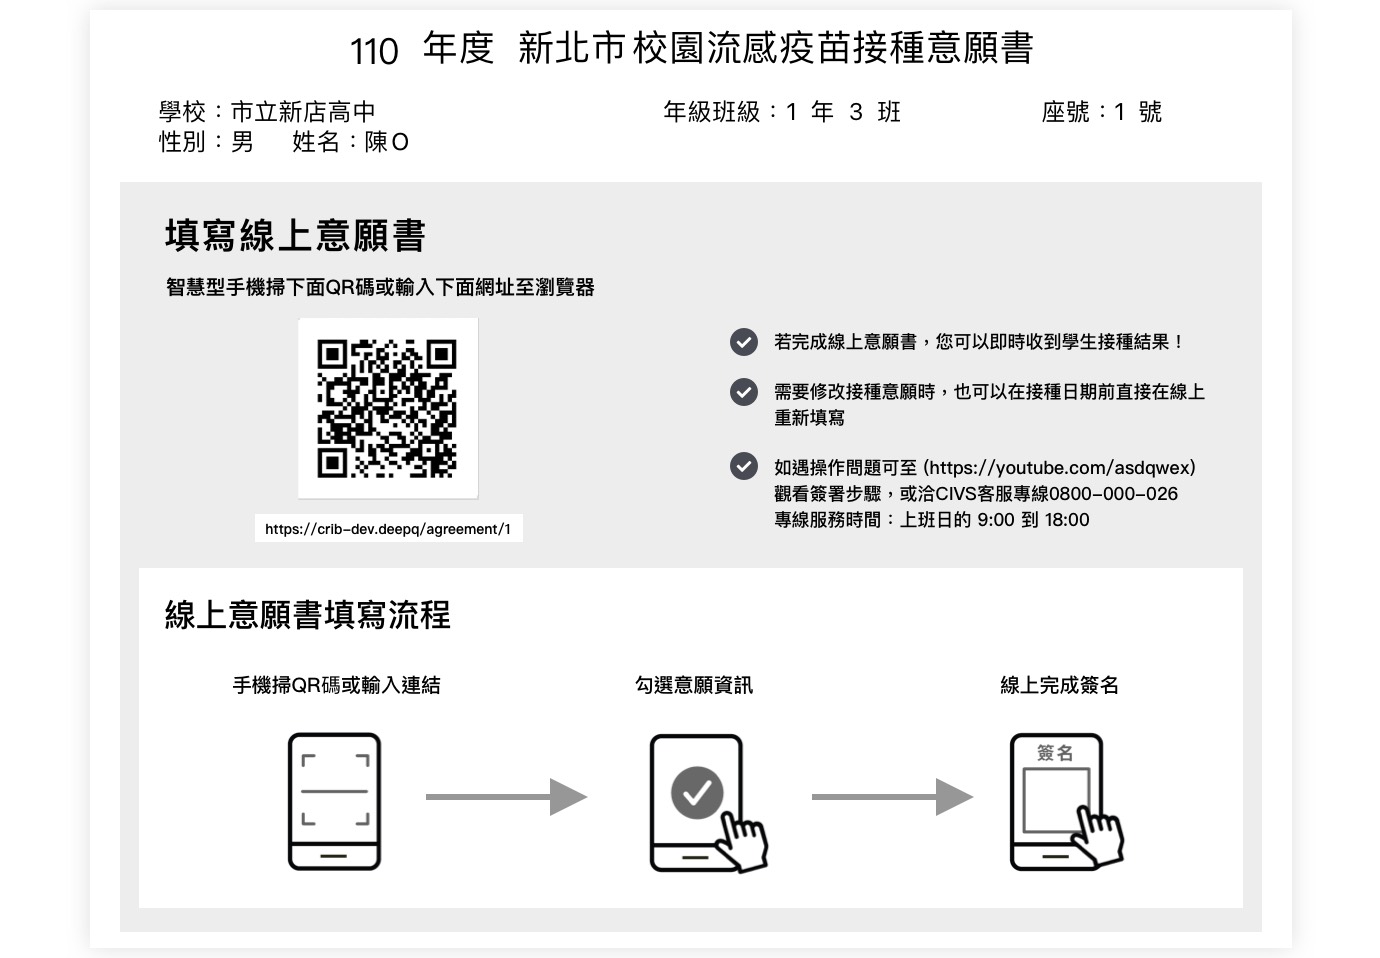 110 年度 新北市校園流感疫苗接種意願書
學校：市立新店高中 年級班級：1 年 3 班 座號：1 號
性別：男 姓名：陳O
填寫線上意願書
智慧型手機掃下面QR碼或輸入下面網址至瀏覽器
https://crib-dev.deepq/agreement/1
若完成線上意願書，您可以即時收到學生接種結果！
需要修改接種意願時，也可以在接種日期前直接在線上
重新填寫
如遇操作問題可至 (https://youtube.com/asdqwex)
觀看簽署步驟，或洽CIVS客服專線0800-000-026
專線服務時間：上班日的 9:00 到 18:00
線上意願書填寫流程
手機掃QR碼或輸入連結
勾選意願資訊
線上完成簽名
簽名